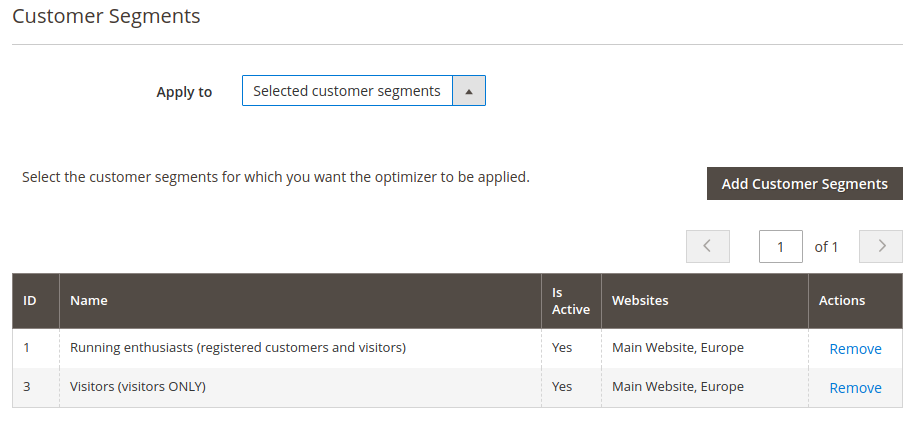 Customer Segments
Apply to Selected customer segments
Select the customer segments for which you want the optimizer to be applied.
Add Customer Segments
1 of 1
ID Name Is Active Websites Actions
1 Running enthusiasts (registered customers and visitors) Yes Main Website, Europe Remove
3 Visitors (visitors ONLY) Yes Main Website, Europe Remove